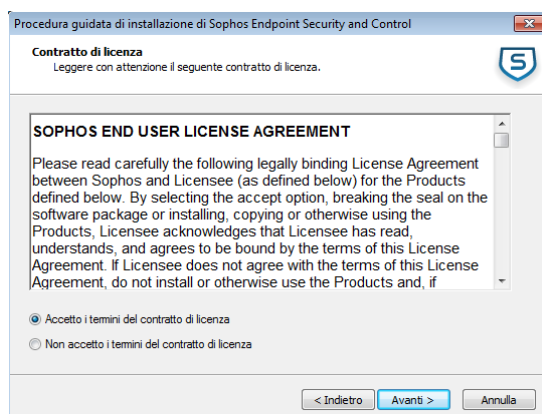 Procedura guidata di installazione di Sophos Endpoint Security and Control
Contratto di licenza
Leggere con attenzione il seguente contratto di licenza.
S
SOPHOS END USER LICENSE AGREEMENT
Please read carefully the following legally binding License Agreement
between Sophos and Licensee (as defined below) for the Products
defined below. By selecting the accept option, breaking the seal on the
software package or installing, copying or otherwise using the
Products, Licensee acknowledges that Licensee has read,
understands, and agrees to be bound by the terms of this License
Agreement. If Licensee does not agree with the terms of this License
Agreement, do not install or otherwise use the Products and, if
Accetto i termini del contratto di licenza
Non accetto i termini del contratto di licenza
< Indietro Avanti > Annulla